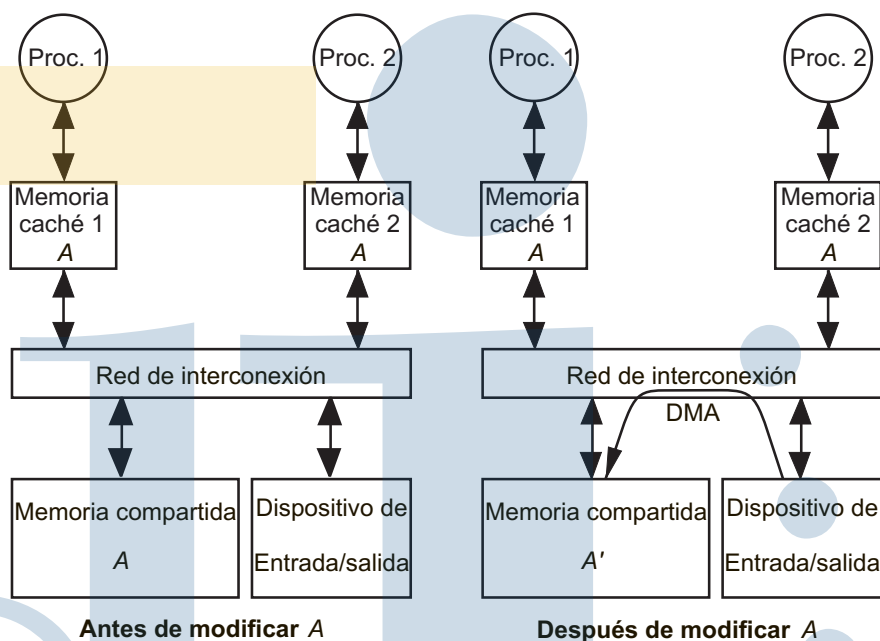 Proc. 1
Proc. 2
Memoria
caché 1
A
Memoria
caché 2
A
Red de interconexión
Memoria compartida
A
Dispositivo de
Entrada/salida
Antes de modificar A
Proc. 1
Proc. 2
Memoria
caché 1
A
Memoria
caché 2
A
Red de interconexión
DMA
Memoria compartida
A'
Dispositivo de
Entrada/salida
Después de modificar A